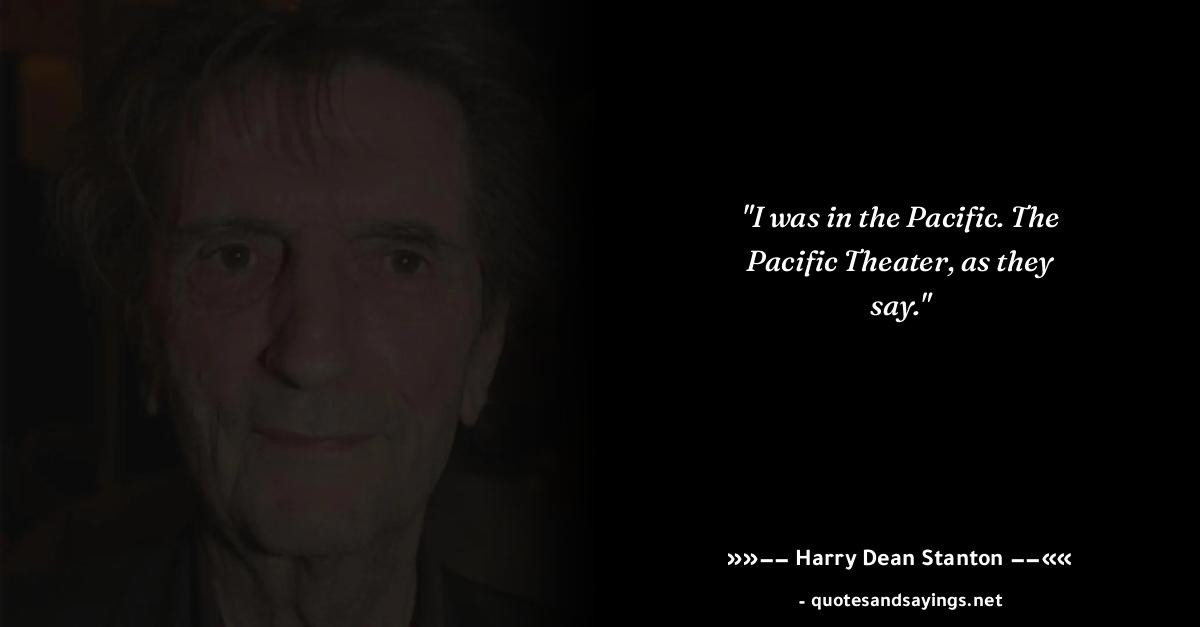 "I was in the Pacific. The
Pacific Theater, as they
say."
»»–– Harry Dean Stanton ––««
- quotesandsayings.net